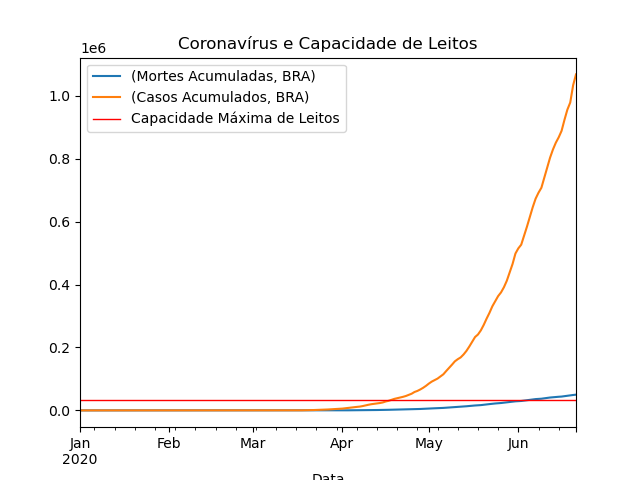 Coronavírus e Capacidade de Leitos
1e6
(Mortes Acumuladas, BRA)
(Casos Acumulados, BRA)
Capacidade Máxima de Leitos
1.0
0.8
0.6
0.4
0.2
0.0
Jan Feb Mar Apr May Jun
2020
Data